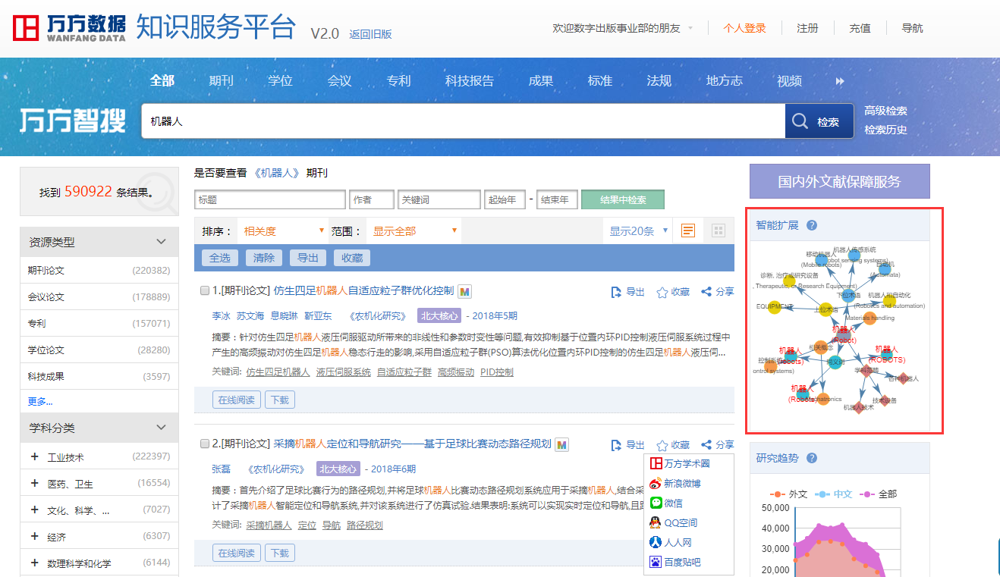 万方数据
WANFANG DATA
知识服务平台 V2.0 返回旧版
欢迎数字出版事业部的朋友 个人登录 注册 充值 导航
全部 期刊 学位 会议 专利 科技报告 成果 标准 法规 地方志 视频
万方智搜
机器人
检索
高级检索
检索历史
找到 590922 条结果。
资源类型
期刊论文 (220382)
会议论文 (178889)
专利 (157071)
学位论文 (28280)
科技成果 (3597)
更多...
学科分类
+ 工业技术 (222397)
+ 医药、卫生 (16554)
+ 文化、科学、... (7027)
+ 经济 (6307)
+ 数理科学和化学 (6144)
是否要查看 《机器人》 期刊
标题 作者 关键词 起始年 - 结束年 结果中检索
排序： 相关度 范围： 显示全部 显示20条
全选 清除 导出 收藏
1.[期刊论文] 仿生四足机器人自适应粒子群优化控制 M 导出 收藏 分享
李冰 苏文海 息晓琳 靳亚东 《农机化研究》 北大核心 - 2018年5期
摘要：针对仿生四足机器人液压伺服驱动所带来的非线性和参数时变性等问题,有效抑制基于位置内环PID控制液压伺服系统过程中
产生的高频振动对仿生四足机器人稳态行走的影响,采用自适应粒子群(PSO)算法优化位置内环PID控制的仿生四足机器人液压伺...
关键词: 仿生四足机器人 液压伺服系统 自适应粒子群 高频振动 PID控制
在线阅读 下载
2.[期刊论文] 采摘机器人定位和导航研究——基于足球比赛动态路径规划 M 导出 收藏 分享
张磊 《农机化研究》 北大核心 - 2018年6期
摘要：首先介绍了足球比赛行为的路径规划,并将足球机器人比赛动态路径规划系统应用于采摘机器人,结合采
计了采摘机器人智能定位和导航系统,并对该系统进行了仿真试验.结果表明:系统可以实现实时定位和导航,且
关键词: 采摘机器人 定位 导航 路径规划
在线阅读 下载
万方学术圈
新浪微博
微信
QQ空间
人人网
百度贴吧
国内外文献保障服务
智能扩展 ?
机器人传感系统
移动机器人
obot sensing systems)
(Mobile robots)
自动机
(Automata)
诊断, 治疗或研究设备
, Therapeutic, or Research Equipment)
下位术语
机器人和自动化
(Robotics and automation)
EQUIPMENT
上位术语
Materials handling
机器人
(Robot)
相关概念
机器人
(Robots)
机器人
(ROBOTS)
控制系统
ontrol systems)
同义词
学科范畴
各种机器人
机器人
(Robots)
技术设备
机器人技术
研究趋势 ?
外文 中文 全部
50,000
40,000
30,000
20,000